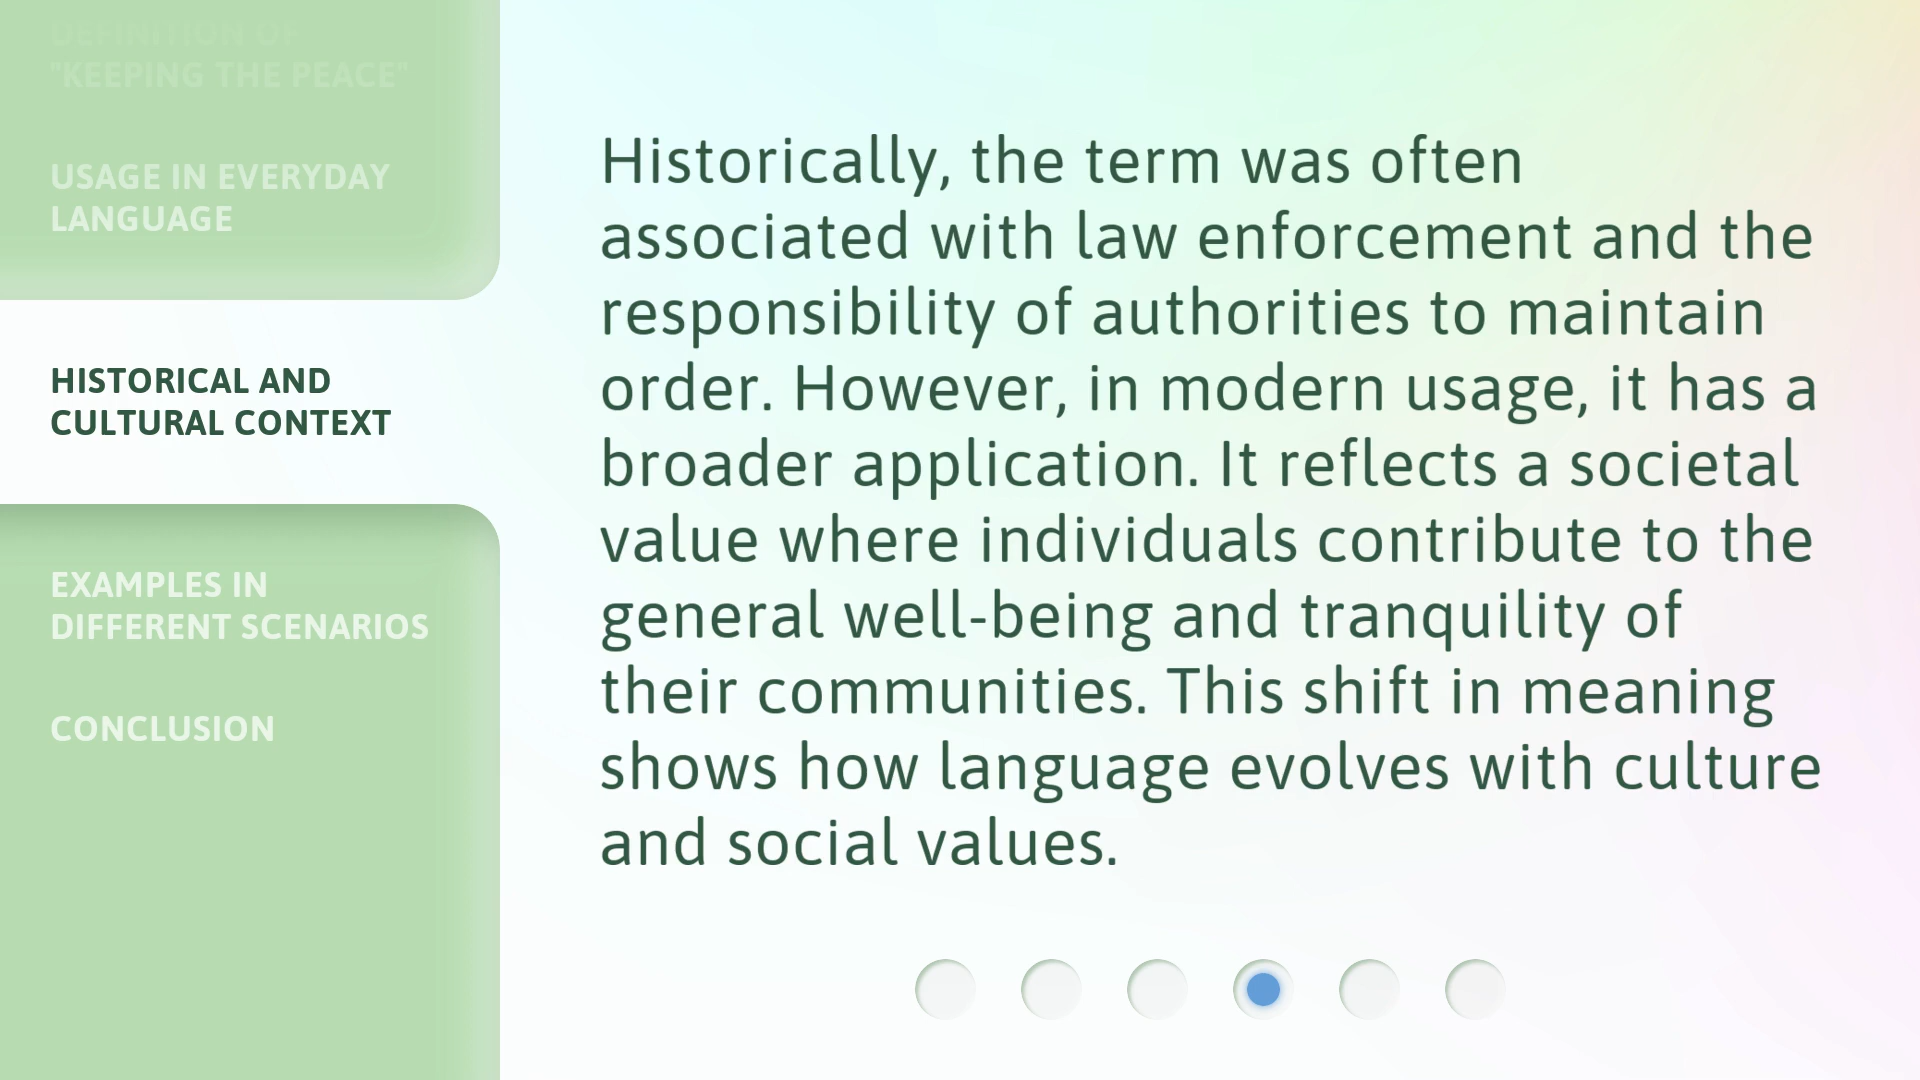 DEFINITION OF
"KEEPING THE PEACE"
USAGE IN EVERYDAY
LANGUAGE
HISTORICAL AND
CULTURAL CONTEXT
EXAMPLES IN
DIFFERENT SCENARIOS
CONCLUSION
Historically, the term was often
associated with law enforcement and the
responsibility of authorities to maintain
order. However, in modern usage, it has a
broader application. It reflects a societal
value where individuals contribute to the
general well-being and tranquility of
their communities. This shift in meaning
shows how language evolves with culture
and social values.